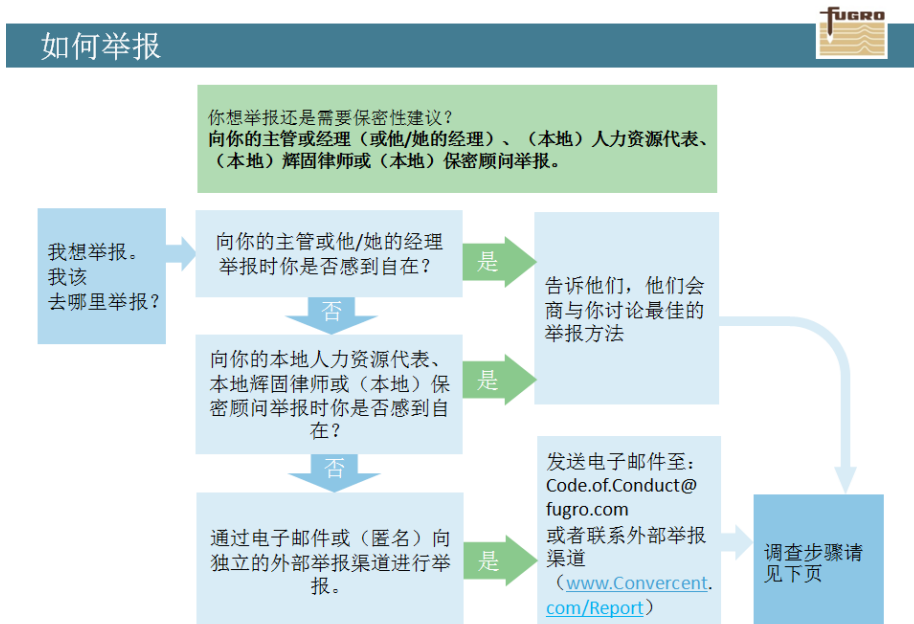 fUGRO
如何举报
你想举报还是需要保密性建议？
向你的主管或经理（或他/她的经理）、（本地）人力资源代表、
（本地）辉固律师或（本地）保密顾问举报。
我想举报。
我该
去哪里举报？
向你的主管或他/她的经理
举报时你是否感到自在？
是
告诉他们，他们会
商与你讨论最佳的
举报方法
否
向你的本地人力资源代表、
本地辉固律师或（本地）保
密顾问举报时你是否感到自
在？
是
否
通过电子邮件或（匿名）向
独立的外部举报渠道进行举
报。
是
发送电子邮件至：
Code.of.Conduct@
fugro.com
或者联系外部举报
渠道
（www.Convercent.
com/Report）
调查步骤请
见下页